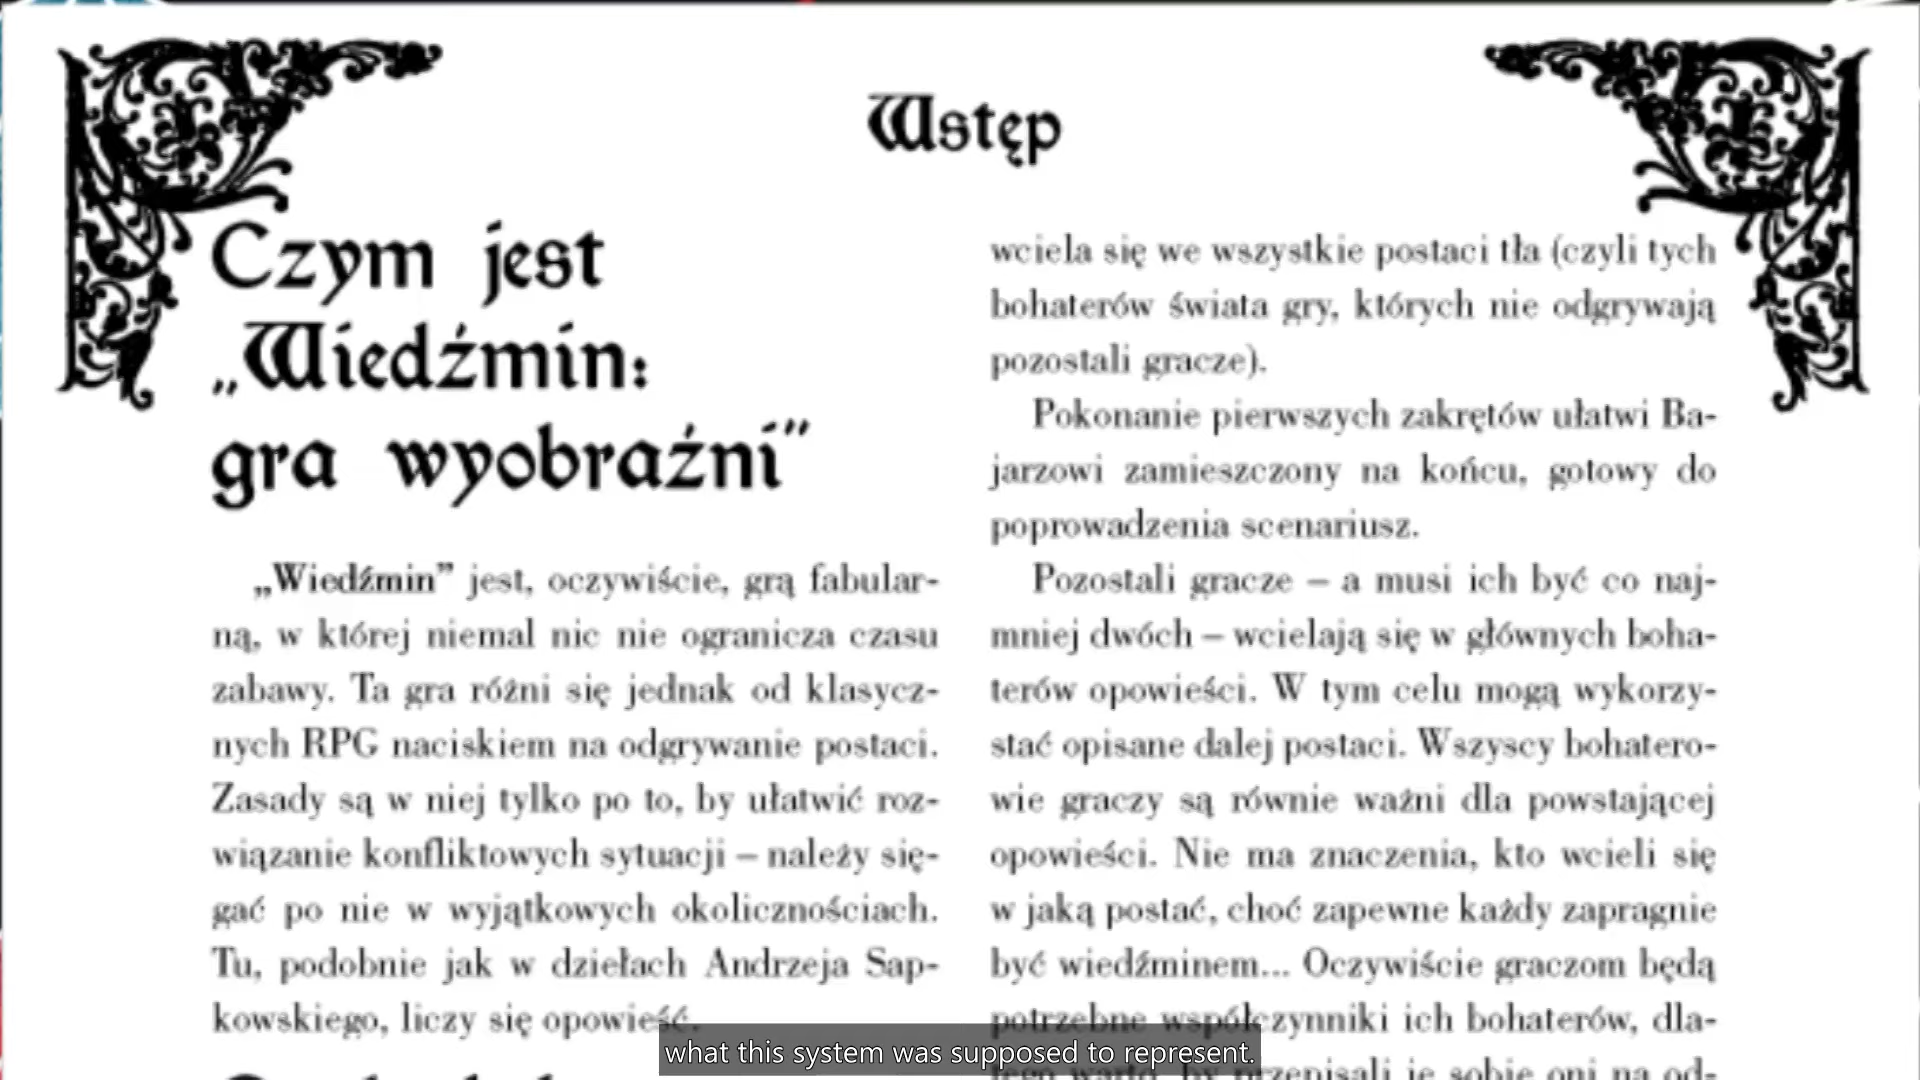 Wstęp
Czym jest
„Wiedźmin:
gra wyobraźni”
„Wiedźmin” jest, oczywiście, grą fabular-
ną, w której niemal nic nie ogranicza czasu
zabawy. Ta gra różni się jednak od klasycz-
nych RPG naciskiem na odgrywanie postaci.
Zasady są w niej tylko po to, by ułatwić roz-
wiązanie konfliktowych sytuacji – należy się-
gać po nie w wyjątkowych okolicznościach.
Tu, podobnie jak w dziełach Andrzeja Sap-
kowskiego, liczy się opowieść.
wciela się we wszystkie postaci tła (czyli tych
bohaterów świata gry, których nie odgrywają
pozostali gracze).
Pokonanie pierwszych zakrętów ułatwi Ba-
jarzowi zamieszczony na końcu, gotowy do
poprowadzenia scenariusz.
Pozostali gracze – a musi ich być co naj-
mniej dwóch – wcielają się w głównych boha-
terów opowieści. W tym celu mogą wykorzy-
stać opisane dalej postaci. Wszyscy bohatero-
wie graczy są równie ważni dla powstającej
opowieści. Nie ma znaczenia, kto wcieli się
w jaką postać, choć zapewne każdy zapragnie
być wiedźminem... Oczywiście graczom będą
potrzebne współczynniki ich bohaterów, dla-
przepisali je sobie oni na od-
what this system was supposed to represent.